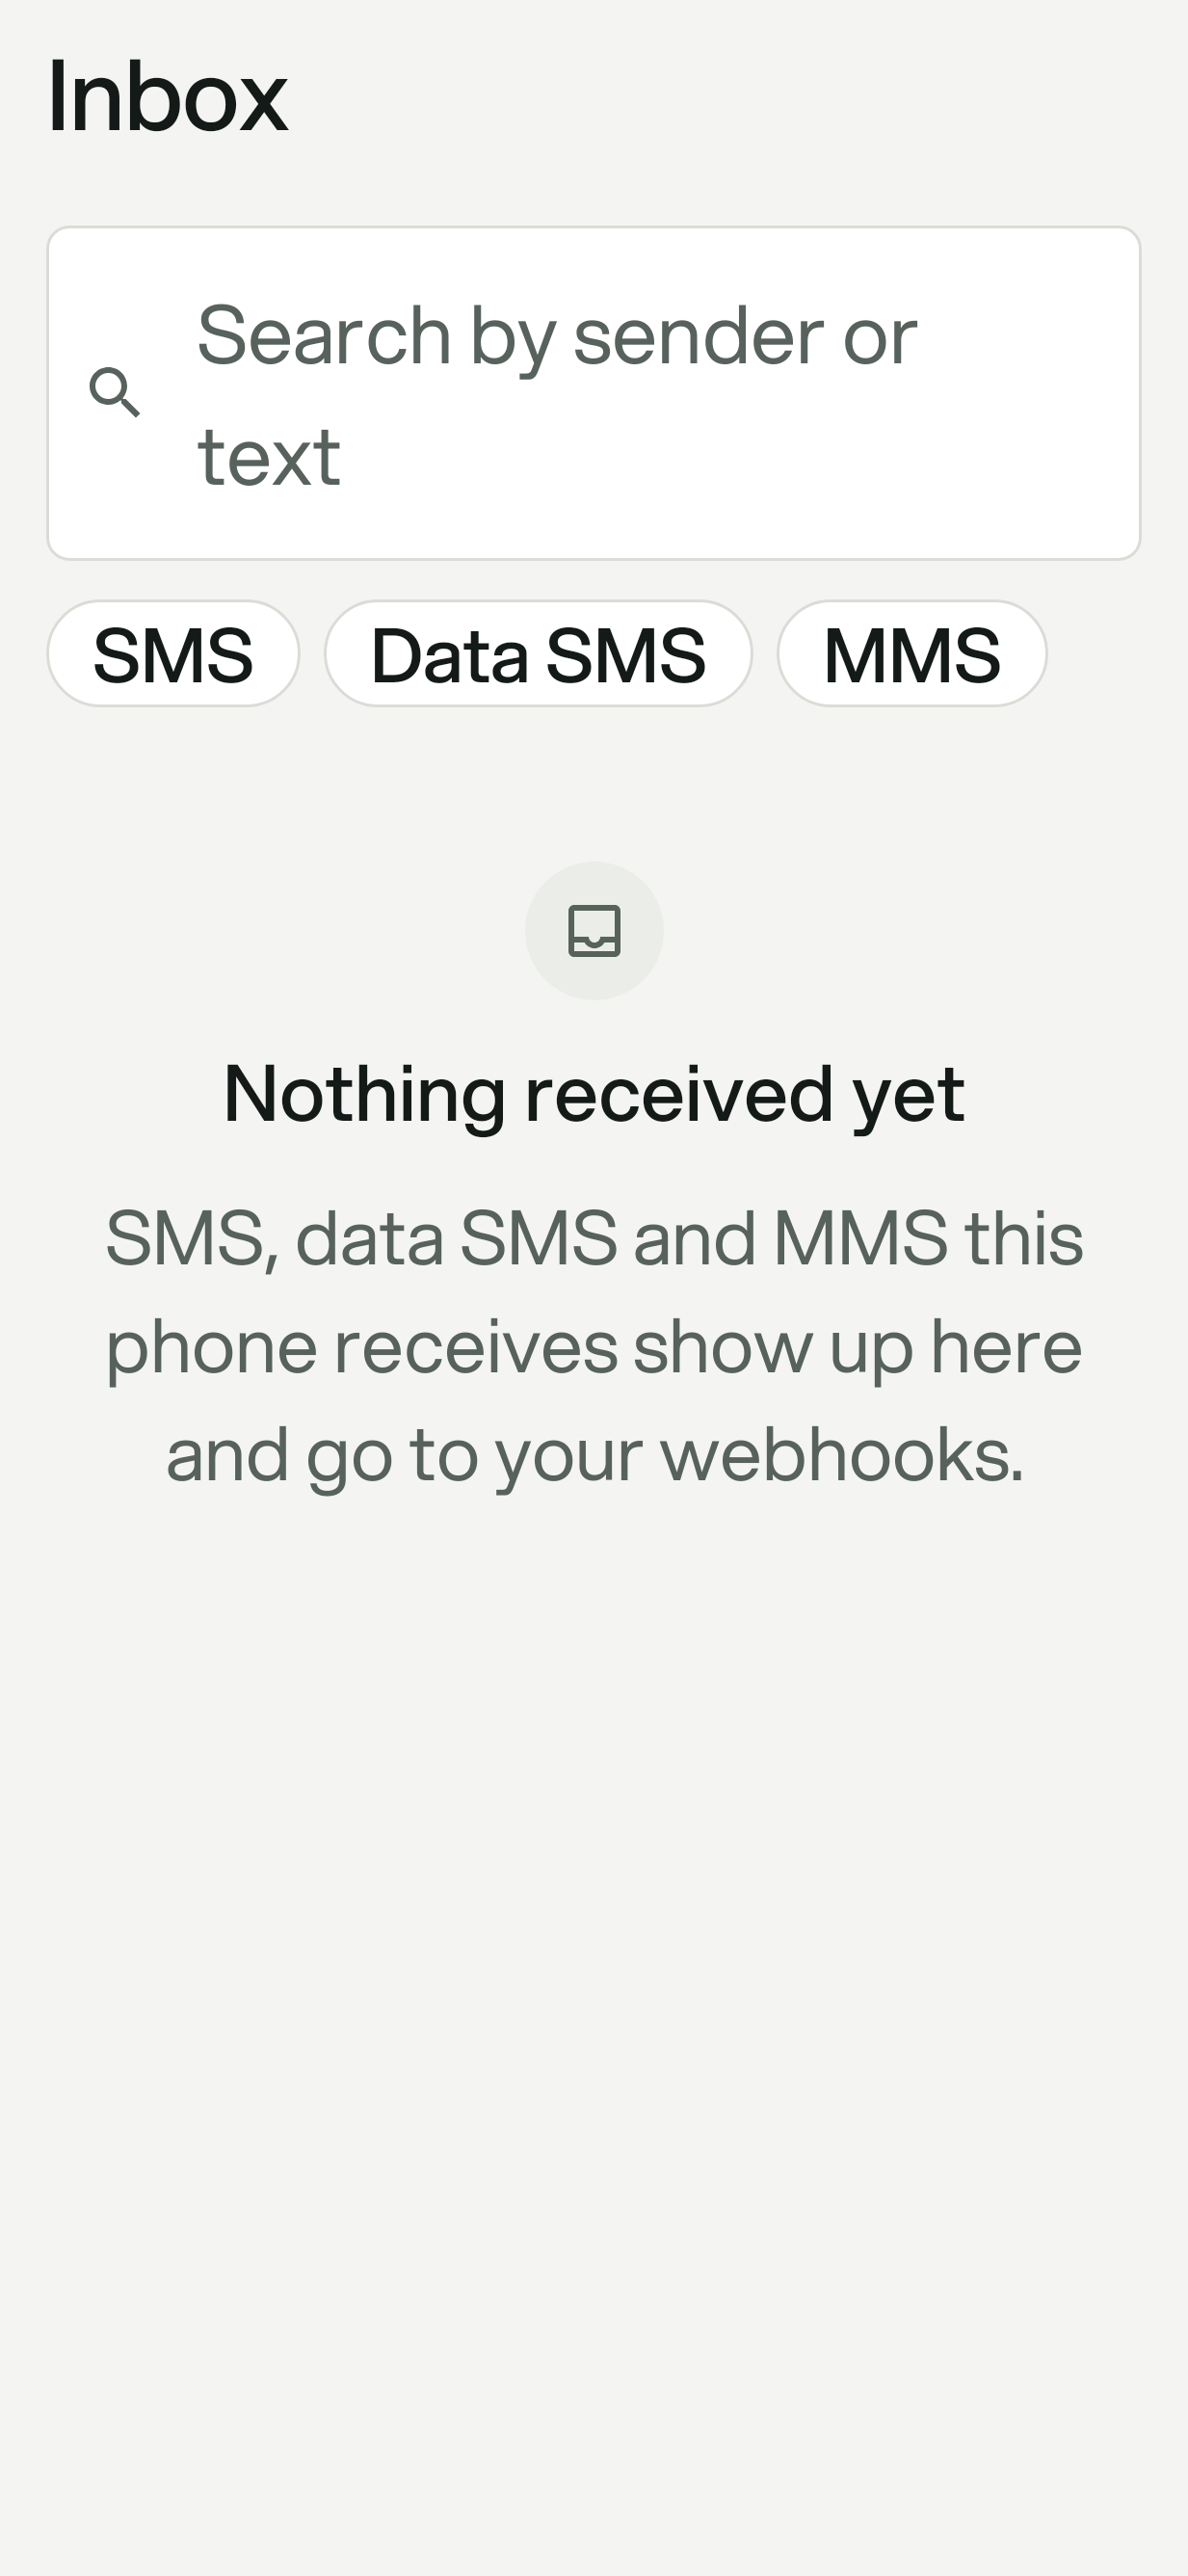 Inbox
Search by sender or
text
SMS
Data SMS
MMS
Nothing received yet
SMS, data SMS and MMS this
phone receives show up here
and go to your webhooks.